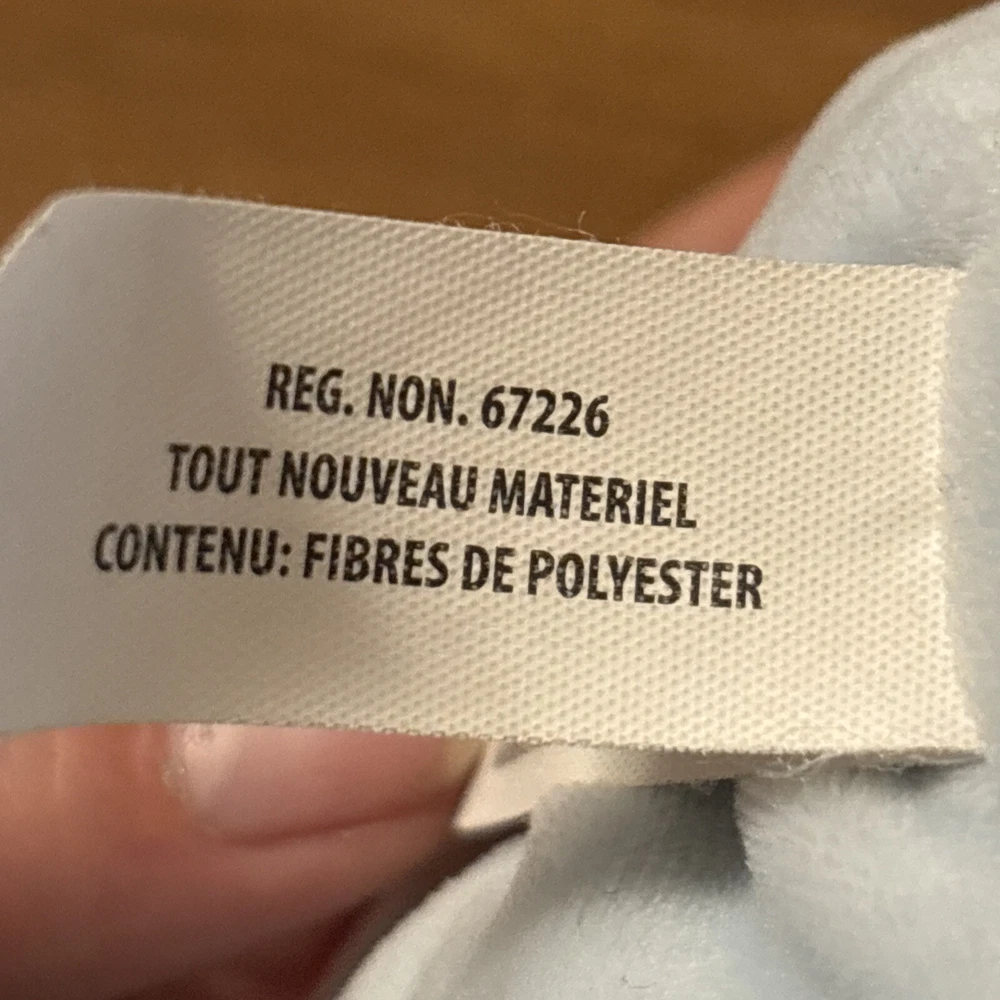 REG. NON. 67226
TOUT NOUVEAU MATERIEL
CONTENU: FIBRES DE POLYESTER